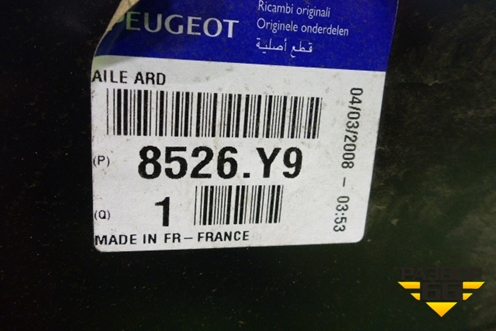 Ricambi originali
PEUGEOT
Originele onderdelen
قطع أصلية
AILE ARD
(P) 8526.Y9
(Q) 1
MADE IN FR-FRANCE
04/03/2008 - 03:53